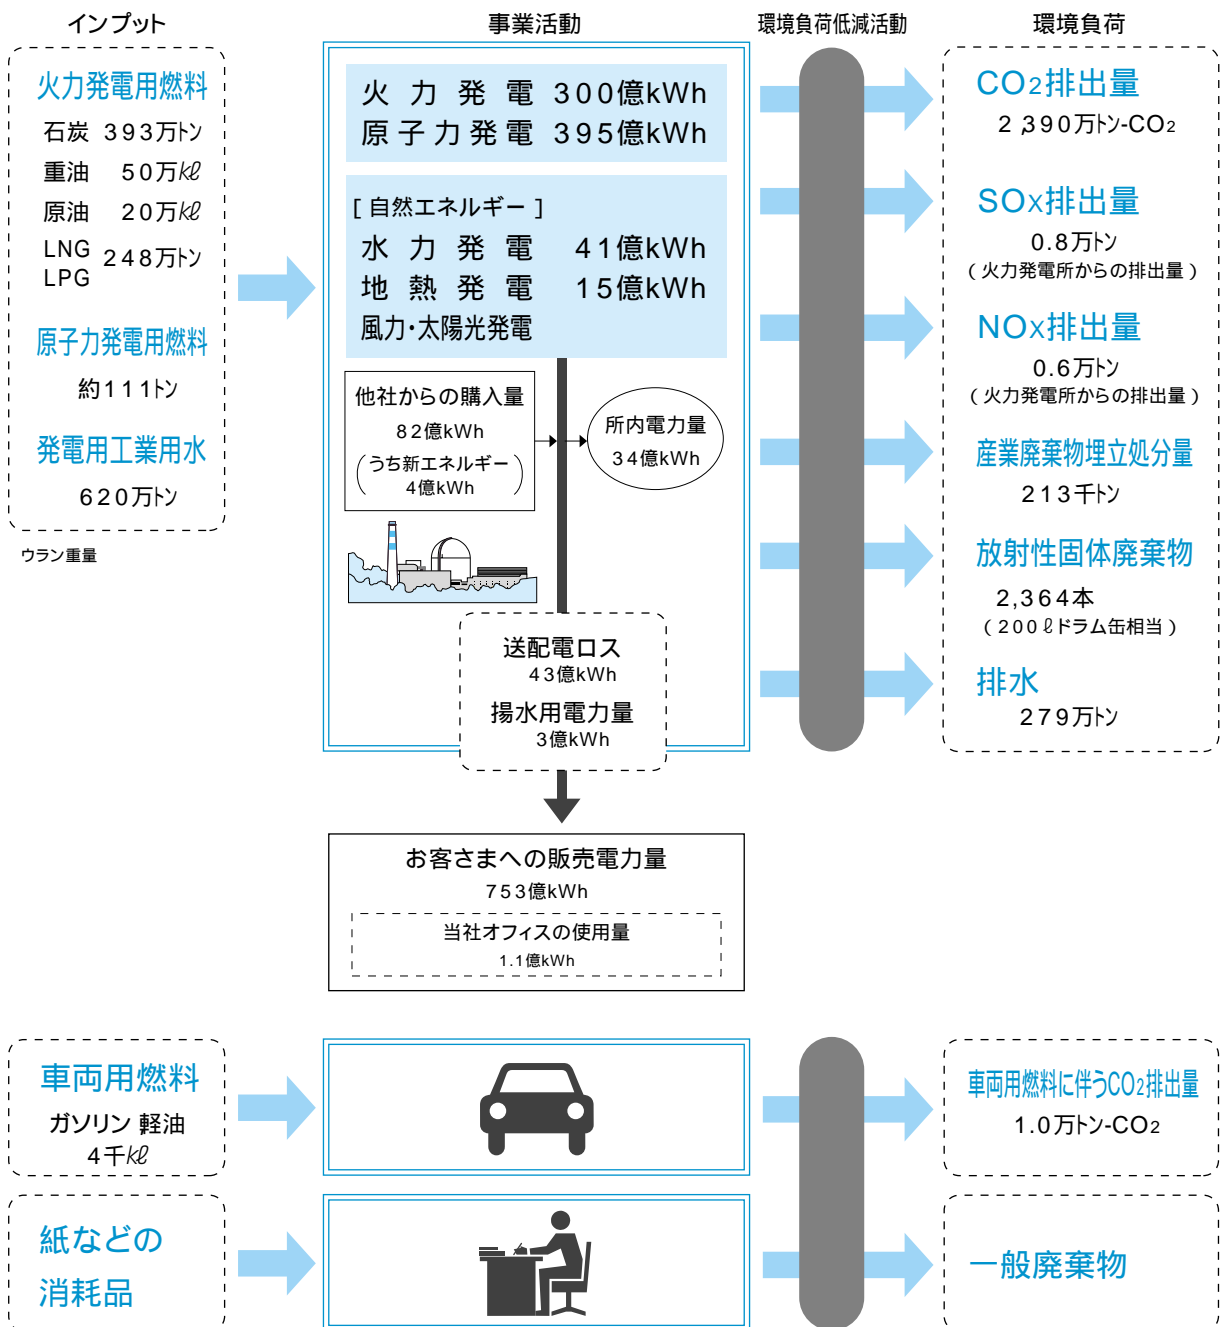 インプット
事業活動
環境負荷低減活動
環境負荷
火力発電用燃料
石炭 393万トン
重油 50万㎘
原油 20万㎘
LNG
LPG
248万トン
原子力発電用燃料
約111トン
発電用工業用水
620万トン
ウラン重量
火力発電 300億kWh
原子力発電 395億kWh
[自然エネルギー]
水力発電 41億kWh
地熱発電 15億kWh
風力・太陽光発電
他社からの購入量
82億kWh
(うち新エネルギー
4億kWh)
所内電力量
34億kWh
送配電ロス
43億kWh
揚水用電力量
3億kWh
お客さまへの販売電力量
753億kWh
当社オフィスの使用量
1.1億kWh
CO2排出量
2,390万トン-CO2
SOx排出量
0.8万トン
(火力発電所からの排出量)
NOx排出量
0.6万トン
(火力発電所からの排出量)
産業廃棄物埋立処分量
213千トン
放射性固体廃棄物
2,364本
(200ℓドラム缶相当)
排水
279万トン
車両用燃料
ガソリン 軽油
4千㎘
車両用燃料に伴うCO2排出量
1.0万トン-CO2
紙などの
消耗品
一般廃棄物